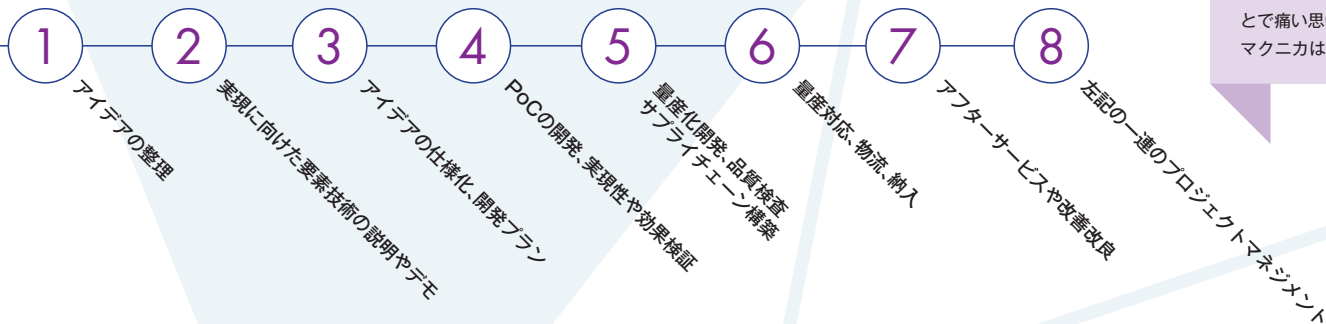 1
アイデアの整理
2
実現に向けた要素技術の説明やデモ
3
アイデアの仕様化、開発プラン
4
PoCの開発、実現性や効果検証
5
量産化開発、品質検査
サプライチェーン構築
6
量産対応、物流、納入
7
アフターサービスや改善改良
8
左記の一連のプロジェクトマネジメント
とで痛い思
マクニカは